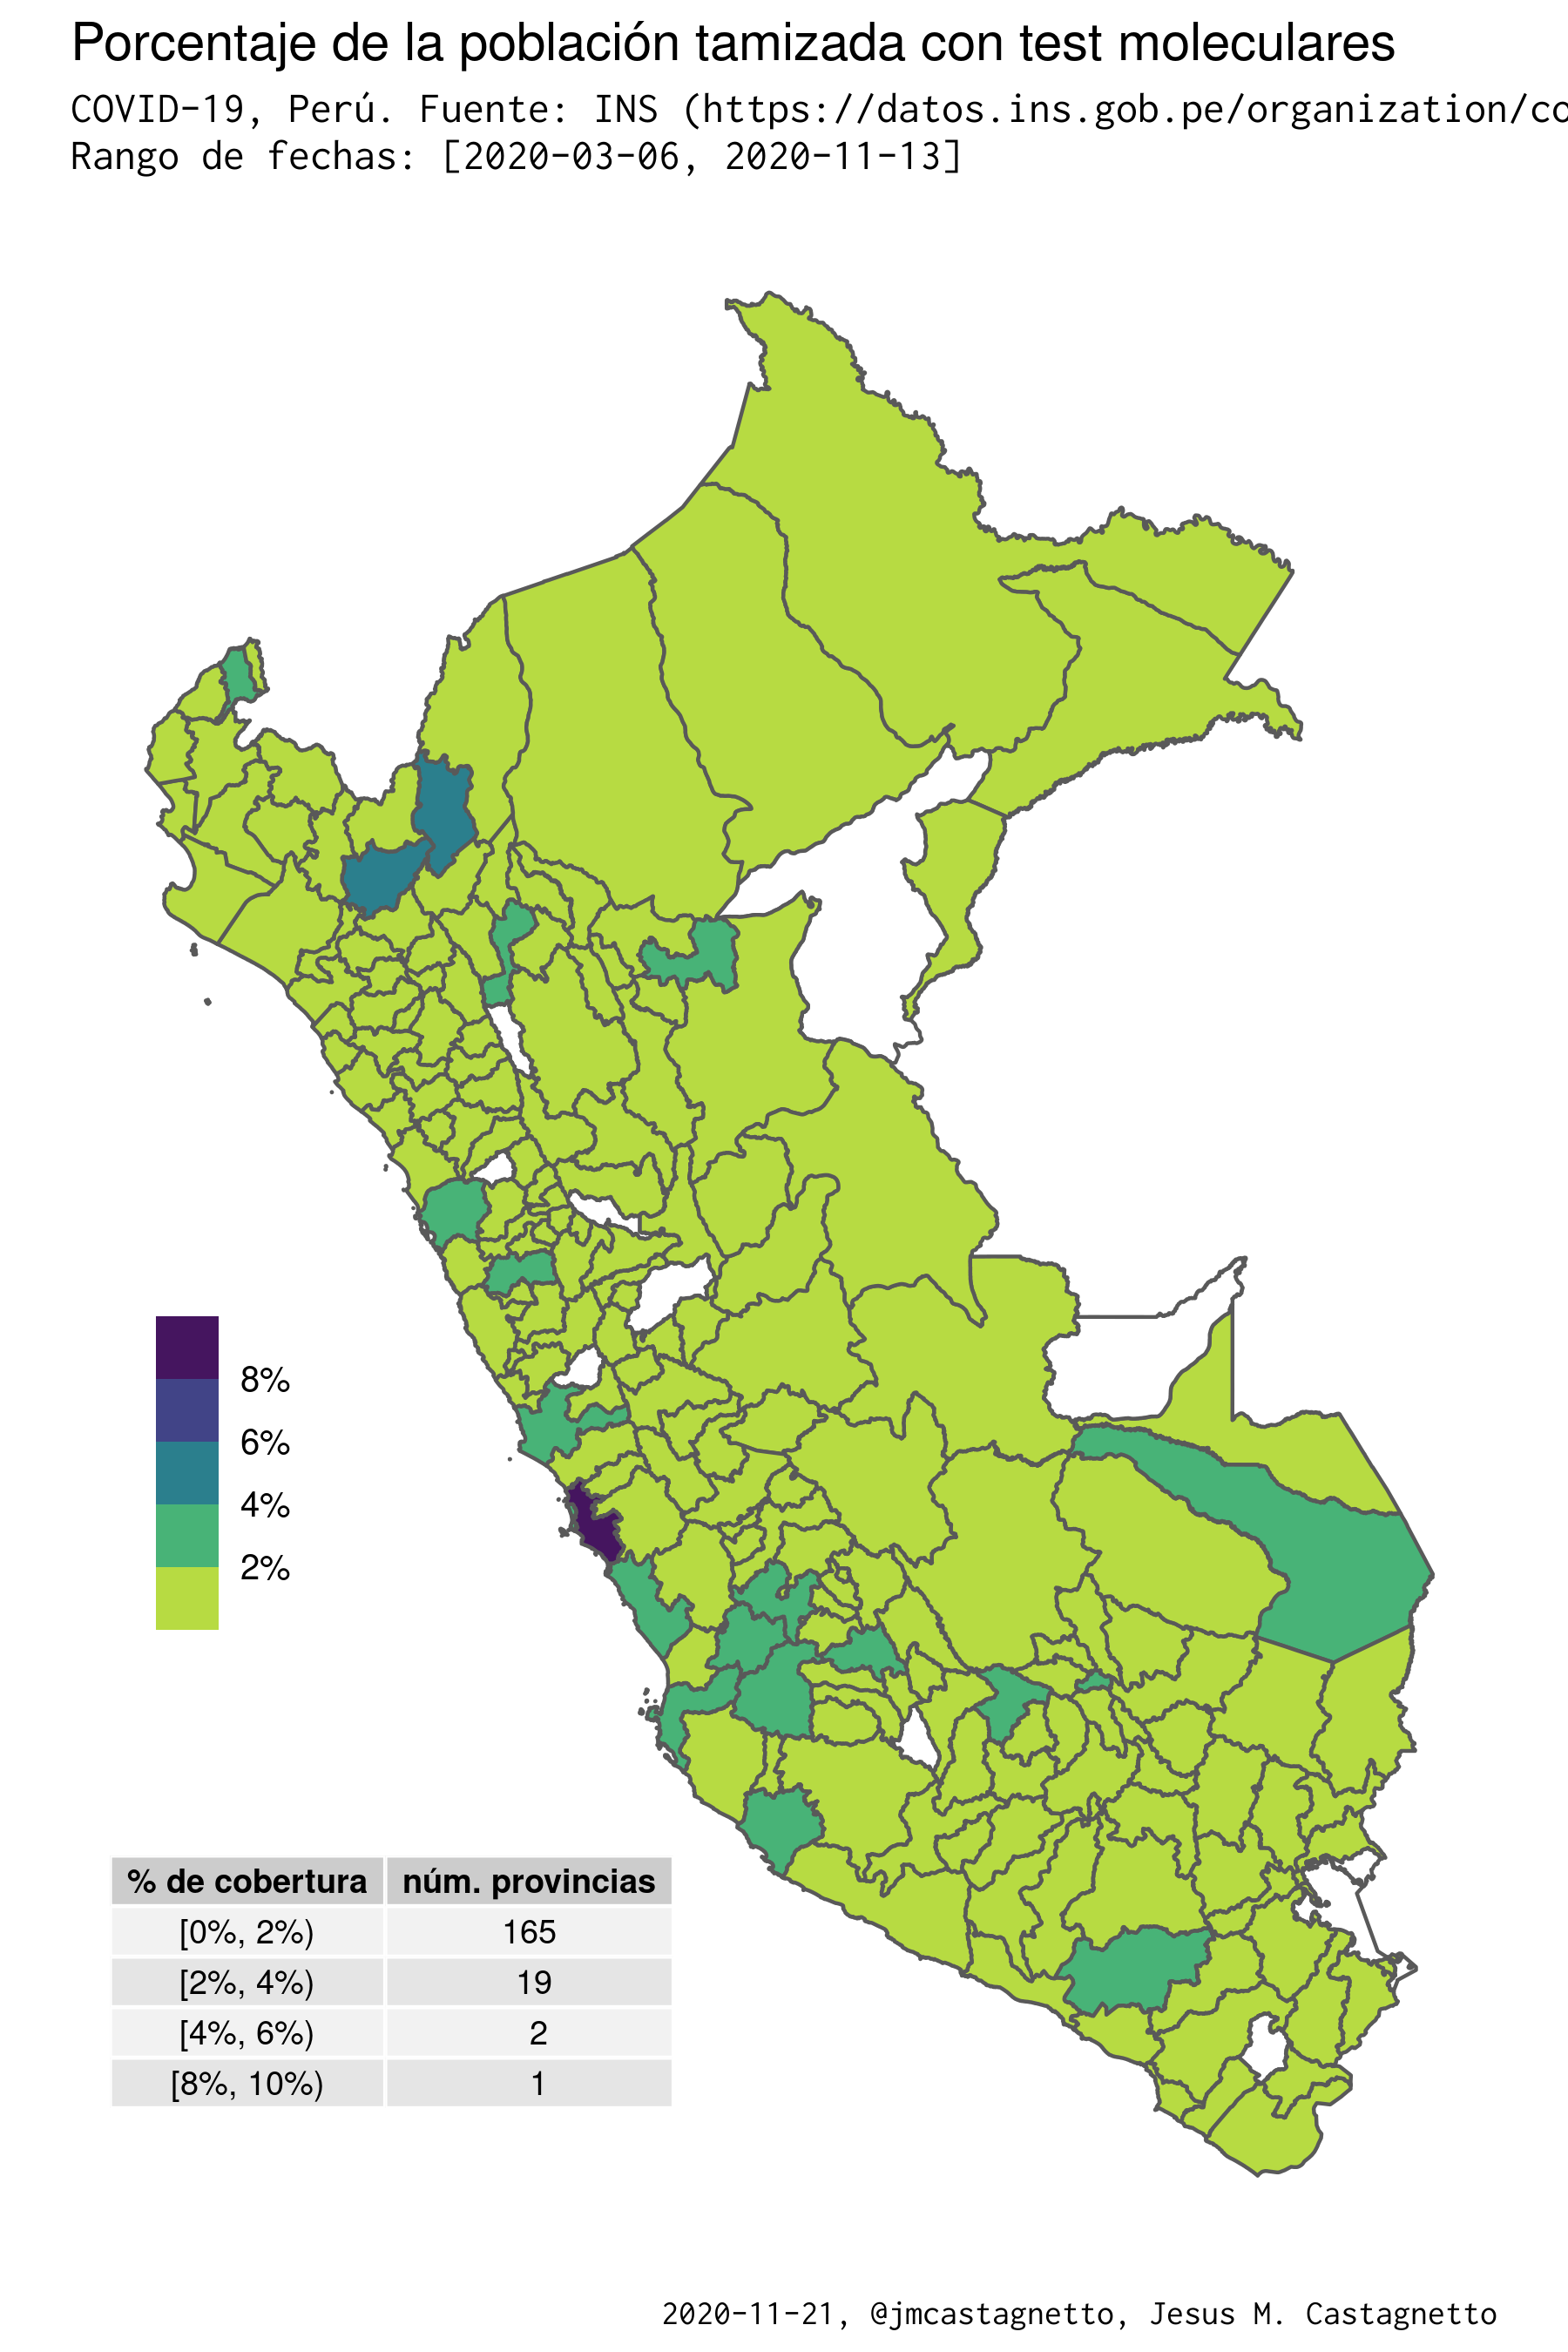 Porcentaje de la población tamizada con test moleculares
COVID-19, Perú. Fuente: INS (https://datos.ins.gob.pe/organization/co
Rango de fechas: [2020-03-06, 2020-11-13]
8%
6%
4%
2%
% de cobertura núm. provincias
[0%, 2%) 165
[2%, 4%) 19
[4%, 6%) 2
[8%, 10%) 1
2020-11-21, @jmcastagnetto, Jesus M. Castagnetto